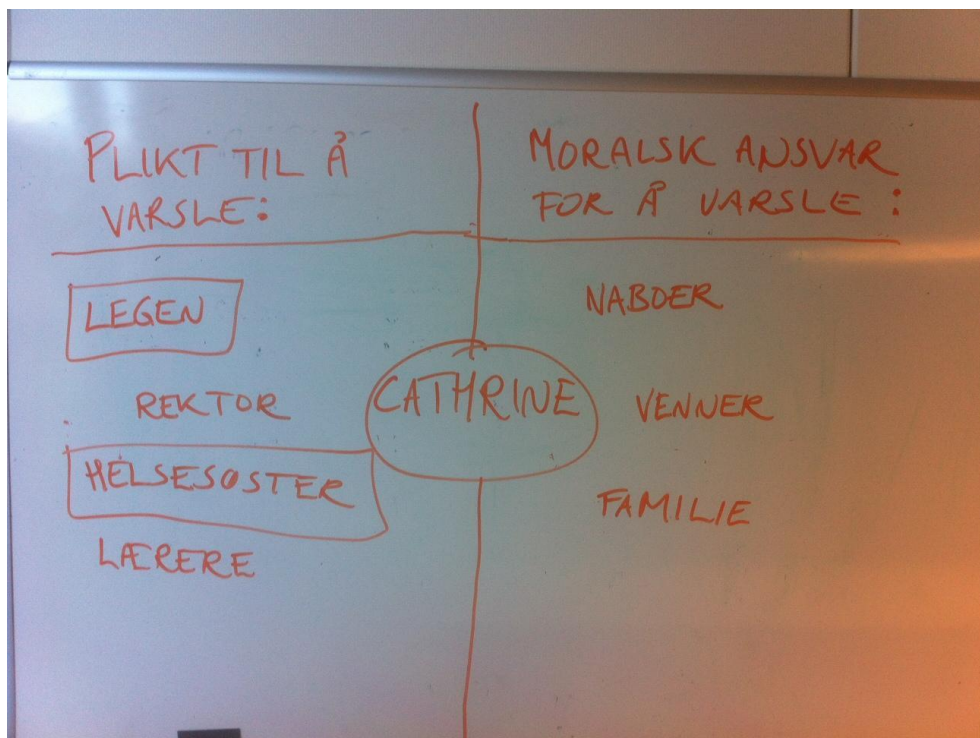 PLIKT TIL Å
VARSLE:
LEGEN
REKTOR
HELSESØSTER
LÆRERE
CATHRINE
MORALSK ANSVAR
FOR Å VARSLE :
NABOER
VENNER
FAMILIE